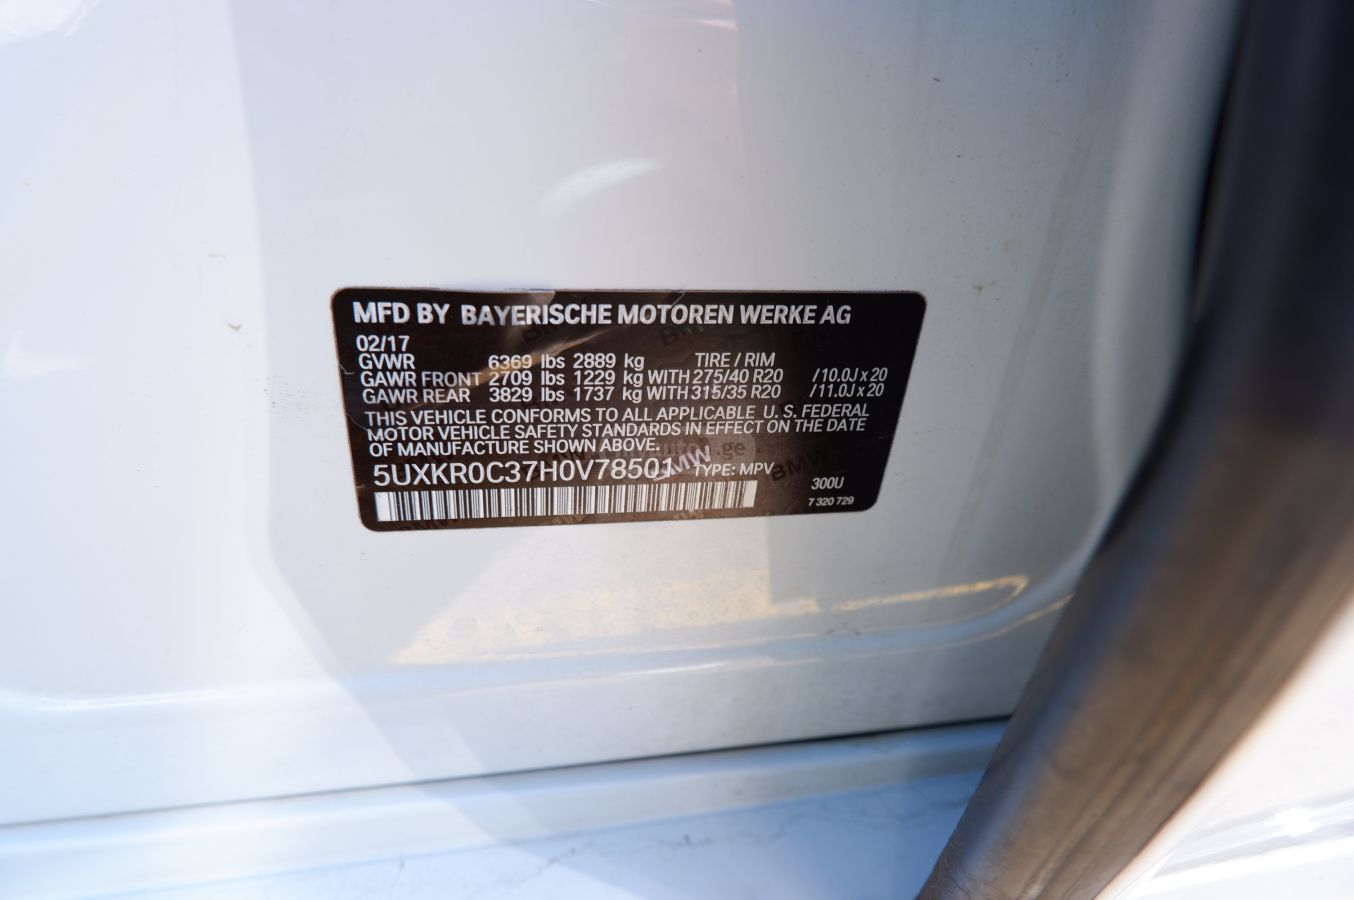 MFD BY BAYERISCHE MOTOREN WERKE AG
02/17
GVWR 6369 lbs 2889 kg TIRE / RIM
GAWR FRONT 2709 lbs 1229 kg WITH 275/40 R20 / 10.0J x 20
GAWR REAR 3829 lbs 1737 kg WITH 315/35 R20 / 11.0J x 20
THIS VEHICLE CONFORMS TO ALL APPLICABLE U. S. FEDERAL
MOTOR VEHICLE SAFETY STANDARDS IN EFFECT ON THE DATE
OF MANUFACTURE SHOWN ABOVE.
5UXKR0C37H0V78501 TYPE: MPV
BMW
300U
7 320 729